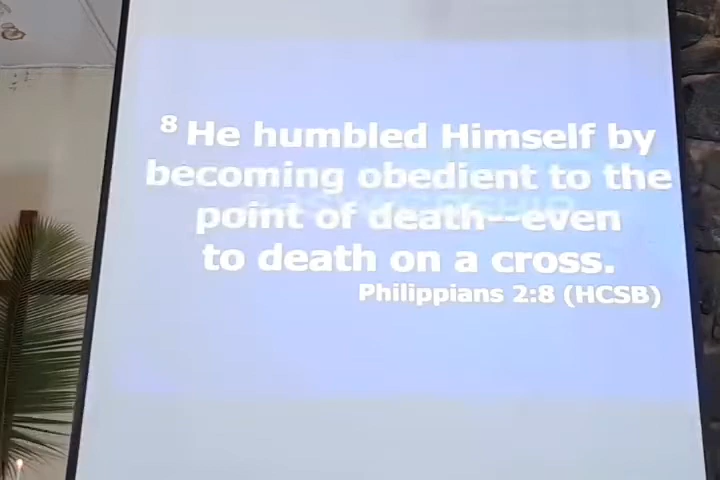 8 He humbled Himself by
becoming obedient to the
point of death--even
to death on a cross.
Philippians 2:8 (HCSB)